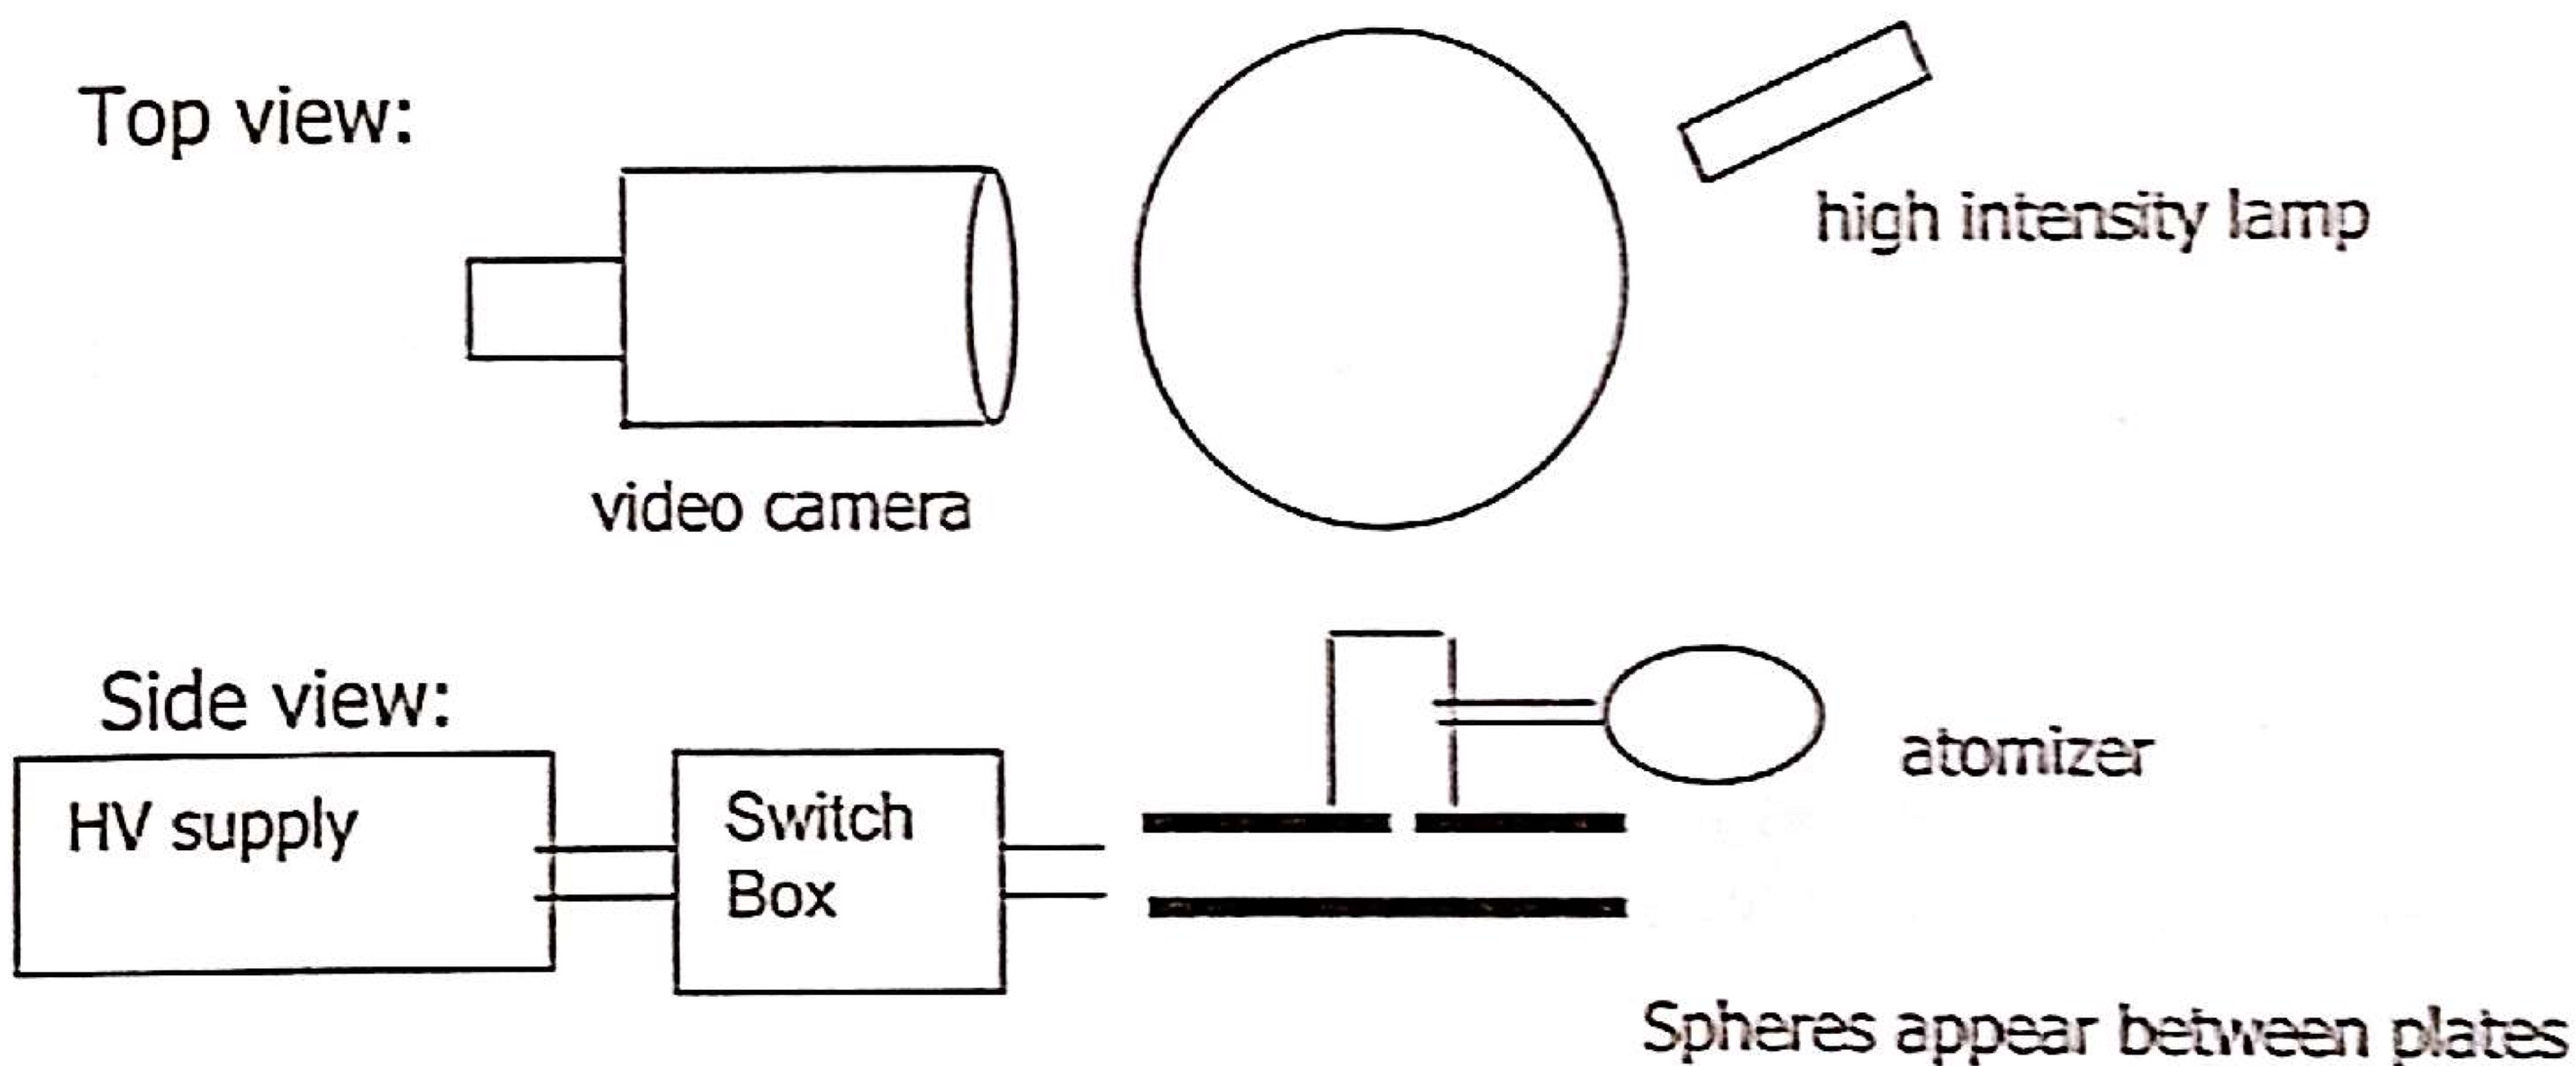 Top view:
high intensity lamp
video camera
Side view:
HV supply
Switch
Box
atomizer
Spheres appear between plates